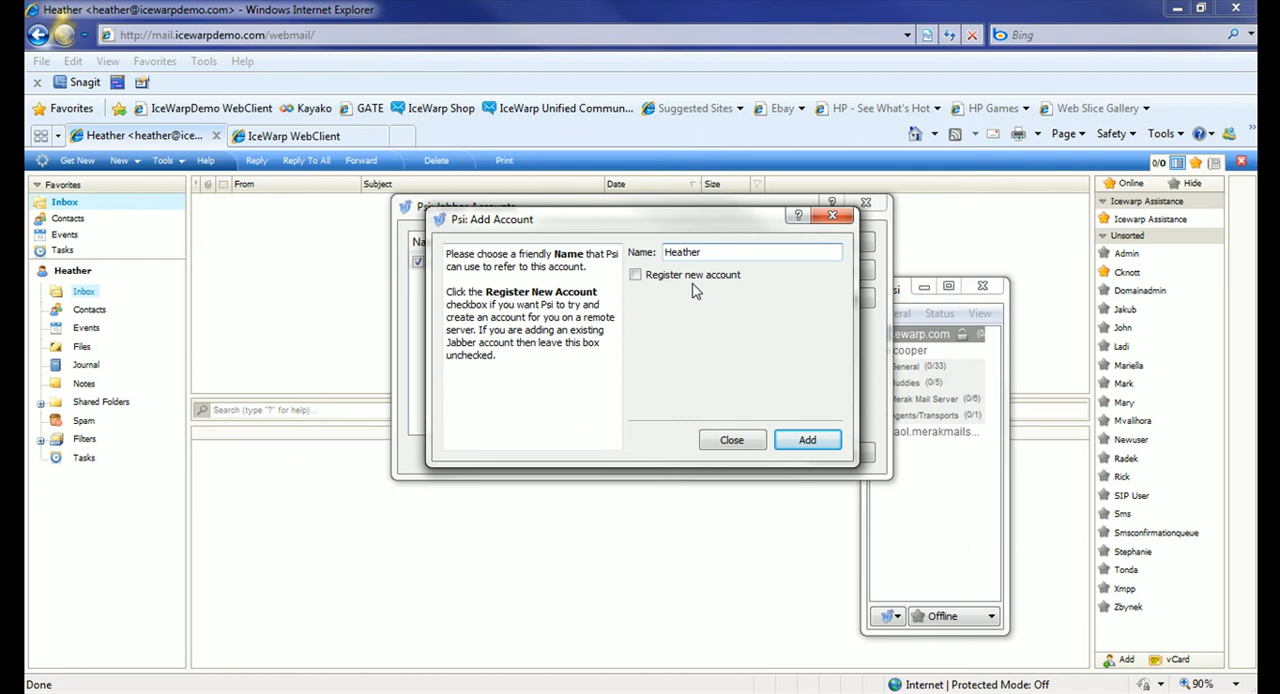 Heather <heather@icewarpdemo.com> - Windows Internet Explorer
http://mail.icewarpdemo.com/webmail/
Bing
File Edit View Favorites Tools Help
Snagit
Favorites IceWarpDemo WebClient Kayako GATE IceWarp Shop IceWarp Unified Commun... Suggested Sites Ebay HP - See What's Hot HP Games Web Slice Gallery
Heather <heather@ice... IceWarp WebClient
Page Safety Tools
Get New New Tools Help Reply Reply To All Forward Delete Print 0/0
Favorites
From Subject Date Size
Online Hide
Inbox
Contacts
Events
Tasks
Heather
Inbox
Contacts
Events
Files
Journal
Notes
Shared Folders
Spam
Filters
Tasks
Search (type "?" for help)...
Psi: Add Account
Please choose a friendly Name that Psi
can use to refer to this account.
Click the Register New Account
checkbox if you want Psi to try and
create an account for you on a remote
server. If you are adding an existing
Jabber account then leave this box
unchecked.
Name: Heather
Register new account
Close Add
Status View
ewarp.com
cooper
(0/33)
(0/5)
Mail Server (0/6)
gents/Transports (0/1)
aol.merakmails...
Offline
Icewarp Assistance
Icewarp Assistance
Unsorted
Admin
Cknott
Domainadmin
Jakub
John
Ladi
Mariella
Mark
Mary
Mvalihora
Newuser
Radek
Rick
SIP User
Sms
Smsconfirmationqueue
Stephanie
Tonda
Xmpp
Zbynek
Add vCard
Done
Internet | Protected Mode: Off
90%